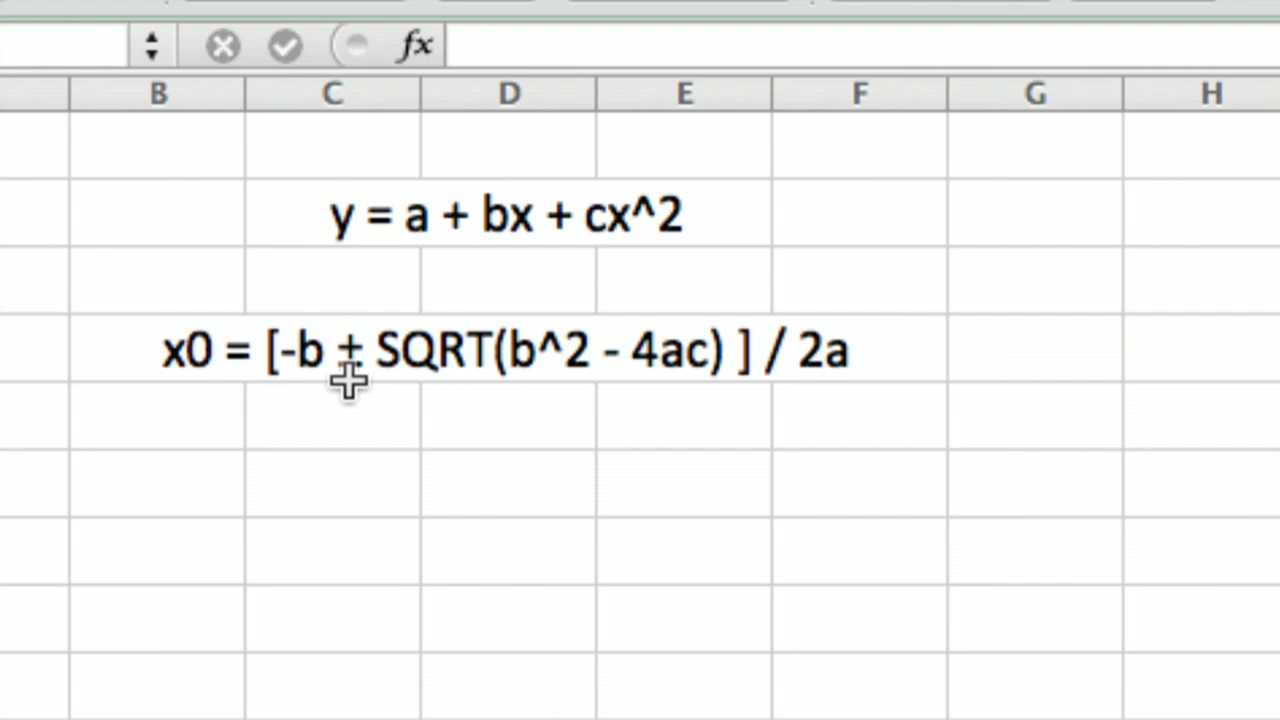 fx
B C D E F G H
y = a + bx + cx^2
x0 = [-b ± SQRT(b^2 - 4ac) ] / 2a